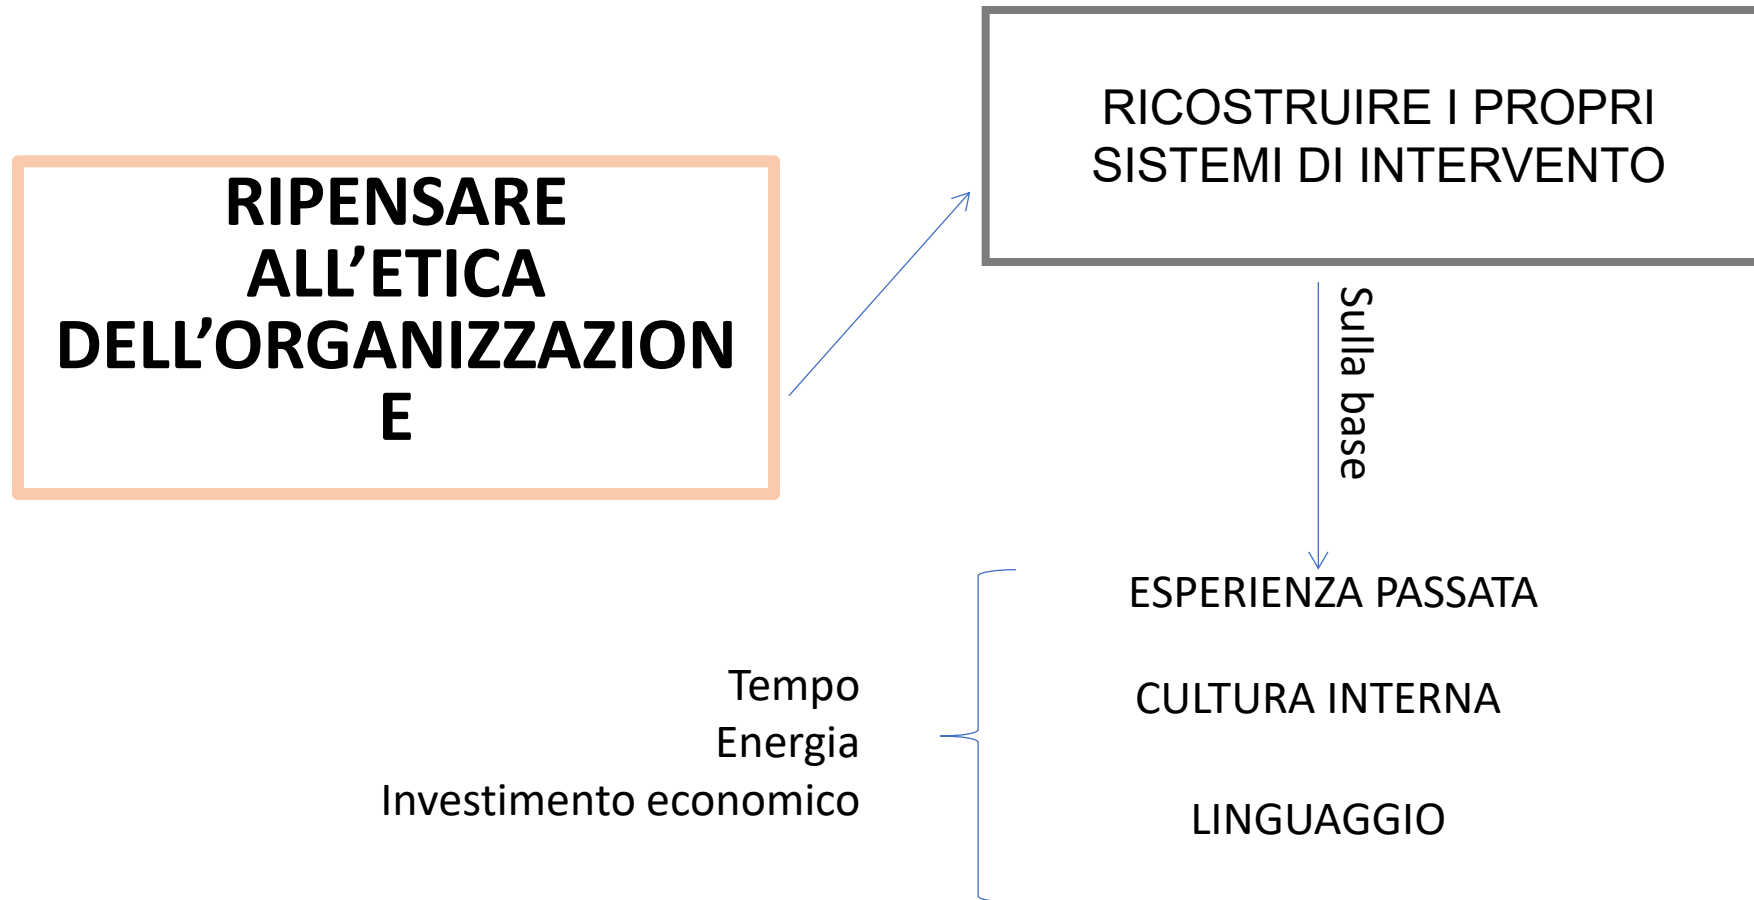 RIPENSARE
ALL’ETICA
DELL’ORGANIZZAZION
E
RICOSTRUIRE I PROPRI
SISTEMI DI INTERVENTO
Sulla base
ESPERIENZA PASSATA
CULTURA INTERNA
LINGUAGGIO
Tempo
Energia
Investimento economico